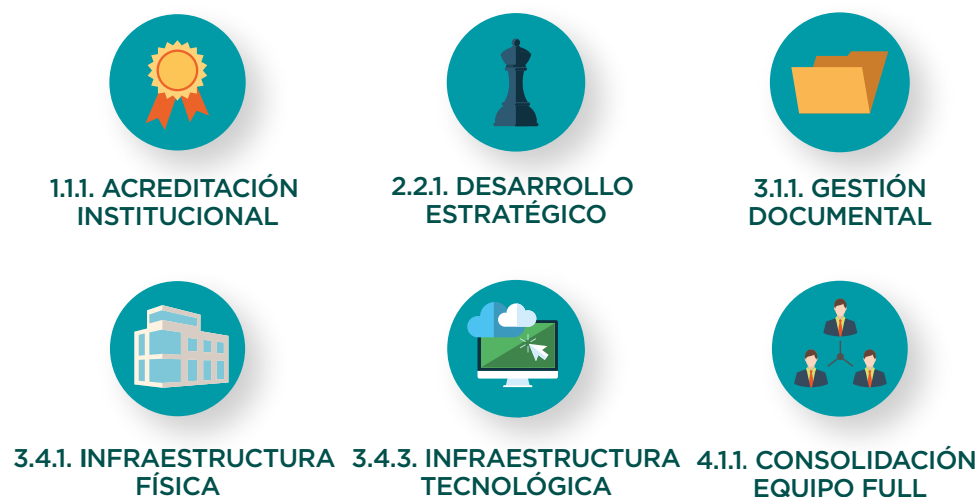 1.1.1. ACREDITACIÓN
INSTITUCIONAL
2.2.1. DESARROLLO
ESTRATÉGICO
3.1.1. GESTIÓN
DOCUMENTAL
3.4.1. INFRAESTRUCTURA
FÍSICA
3.4.3. INFRAESTRUCTURA
TECNOLÓGICA
4.1.1. CONSOLIDACIÓN
EQUIPO FULL